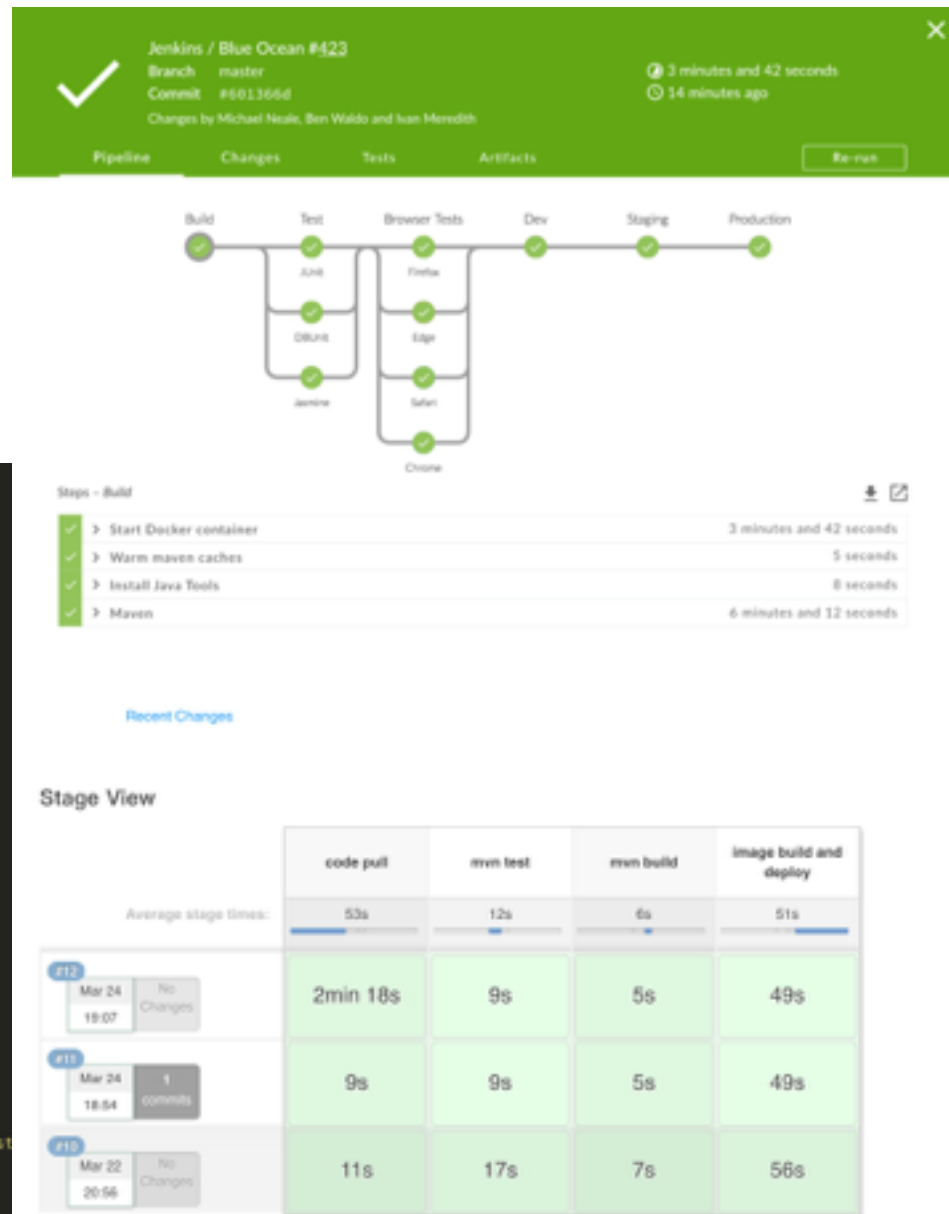 Jenkins / Blue Ocean #423
Branch master
Commit #601366d
Changes by Michael Neale, Ben Waldo and Ivan Meredith
3 minutes and 42 seconds
14 minutes ago
Pipeline Changes Tests Artifacts Re-run
Build Test Browser Tests Dev Staging Production
JUnit Firefox
DBUnit Edge
Jasmine Safari
Chrome
Steps - Build
Start Docker container 3 minutes and 42 seconds
Warm maven caches 5 seconds
Install Java Tools 8 seconds
Maven 6 minutes and 12 seconds
Recent Changes
Stage View
code pull mvn test mvn build image build and deploy
Average stage times: 53s 12s 6s 51s
#12
Mar 24 19:07 No Changes 2min 18s 9s 5s 49s
#11
Mar 24 18:54 1 commits 9s 9s 5s 49s
#10
Mar 22 20:56 No Changes 11s 17s 7s 56s
st